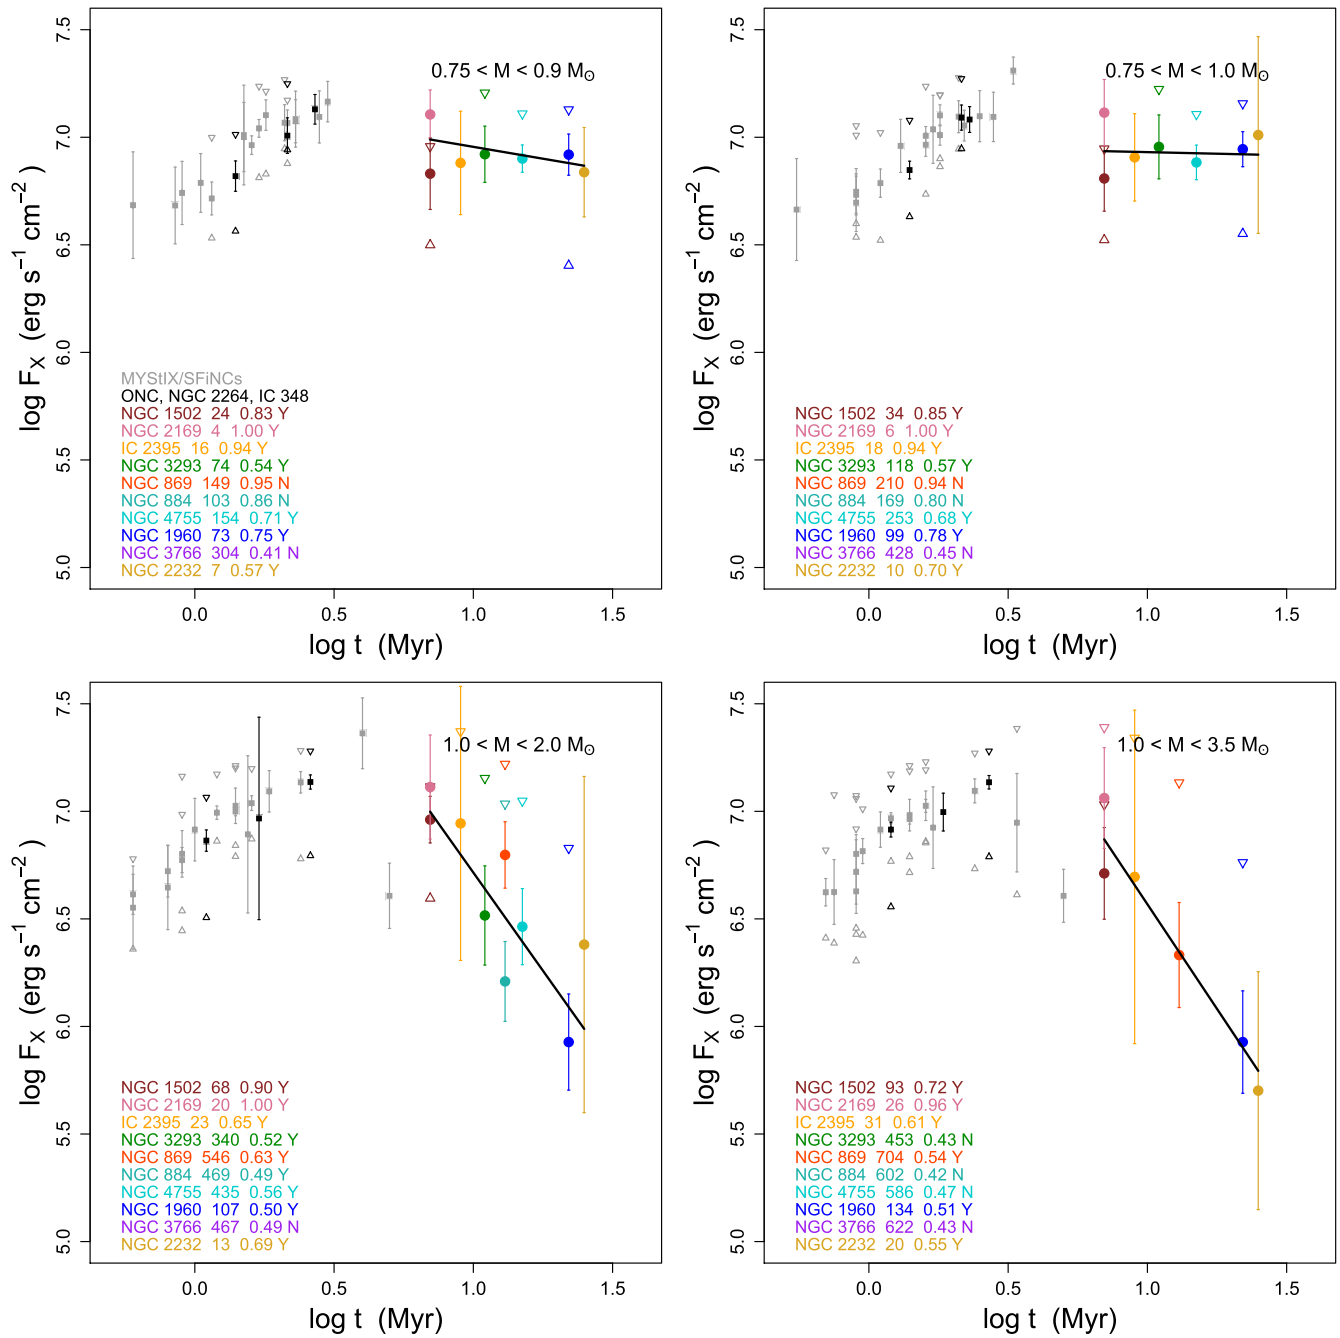 0.75 < M < 0.9 M⊙
7.5
7.0
6.5
6.0
5.5
5.0
log F_X (erg s⁻¹ cm⁻²)
MYStIX/SFiNCs
ONC, NGC 2264, IC 348
NGC 1502 24 0.83 Y
NGC 2169 4 1.00 Y
IC 2395 16 0.94 Y
NGC 3293 74 0.54 Y
NGC 869 149 0.95 N
NGC 884 103 0.86 N
NGC 4755 154 0.71 Y
NGC 1960 73 0.75 Y
NGC 3766 304 0.41 N
NGC 2232 7 0.57 Y
0.0 0.5 1.0 1.5
log t (Myr)
0.75 < M < 1.0 M⊙
7.5
7.0
6.5
6.0
5.5
5.0
log F_X (erg s⁻¹ cm⁻²)
NGC 1502 34 0.85 Y
NGC 2169 6 1.00 Y
IC 2395 18 0.94 Y
NGC 3293 118 0.57 Y
NGC 869 210 0.94 N
NGC 884 169 0.80 N
NGC 4755 253 0.68 Y
NGC 1960 99 0.78 Y
NGC 3766 428 0.45 N
NGC 2232 10 0.70 Y
0.0 0.5 1.0 1.5
log t (Myr)
1.0 < M < 2.0 M⊙
7.5
7.0
6.5
6.0
5.5
5.0
log F_X (erg s⁻¹ cm⁻²)
NGC 1502 68 0.90 Y
NGC 2169 20 1.00 Y
IC 2395 23 0.65 Y
NGC 3293 340 0.52 Y
NGC 869 546 0.63 Y
NGC 884 469 0.49 Y
NGC 4755 435 0.56 Y
NGC 1960 107 0.50 Y
NGC 3766 467 0.49 N
NGC 2232 13 0.69 Y
0.0 0.5 1.0 1.5
log t (Myr)
1.0 < M < 3.5 M⊙
7.5
7.0
6.5
6.0
5.5
5.0
log F_X (erg s⁻¹ cm⁻²)
NGC 1502 93 0.72 Y
NGC 2169 26 0.96 Y
IC 2395 31 0.61 Y
NGC 3293 453 0.43 N
NGC 869 704 0.54 Y
NGC 884 602 0.42 N
NGC 4755 586 0.47 N
NGC 1960 134 0.51 Y
NGC 3766 622 0.43 N
NGC 2232 20 0.55 Y
0.0 0.5 1.0 1.5
log t (Myr)